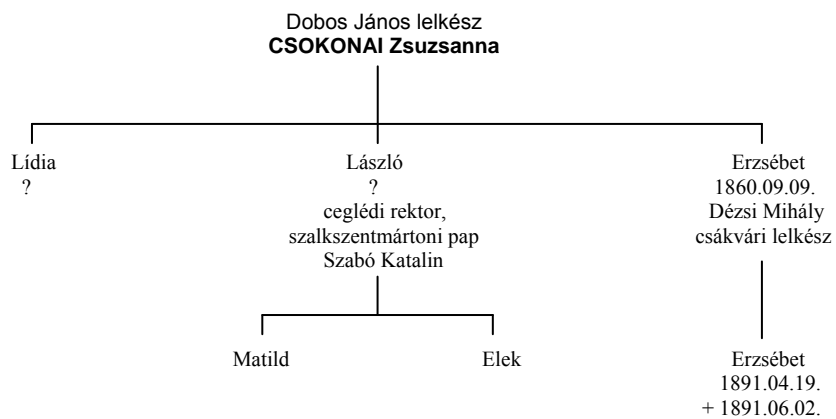 Dobos János lelkész
CSOKONAI Zsuzsanna
Lídia
?
László
?
ceglédi rektor,
szalkszentmártoni pap
Szabó Katalin
Erzsébet
1860.09.09.
Dézsi Mihály
csákvári lelkész
Matild
Elek
Erzsébet
1891.04.19.
+ 1891.06.02.